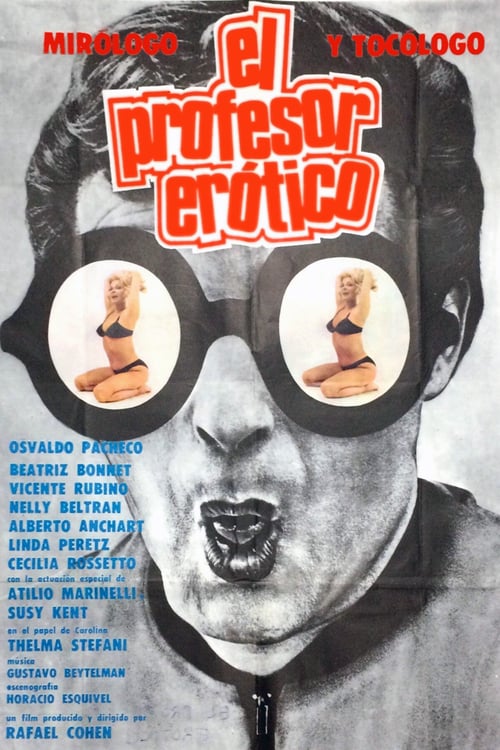 MIRÓLOGO Y TOCÓLOGO
el
profesor
erótico
OSVALDO PACHECO
BEATRIZ BONNET
VICENTE RUBINO
NELLY BELTRAN
ALBERTO ANCHART
LINDA PERETZ
CECILIA ROSSETTO
con la actuación especial de
ATILIO MARINELLI
SUSY KENT
en el papel de Carolina
THELMA STEFANI
música
GUSTAVO BEYTELMAN
escenografía
HORACIO ESQUIVEL
un film producido y dirigido por
RAFAEL COHEN